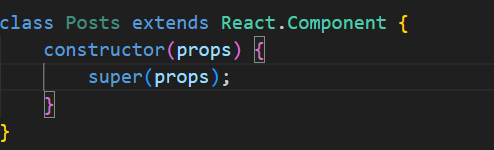 class Posts extends React.Component {
    constructor(props) {
        super(props);
    }
}